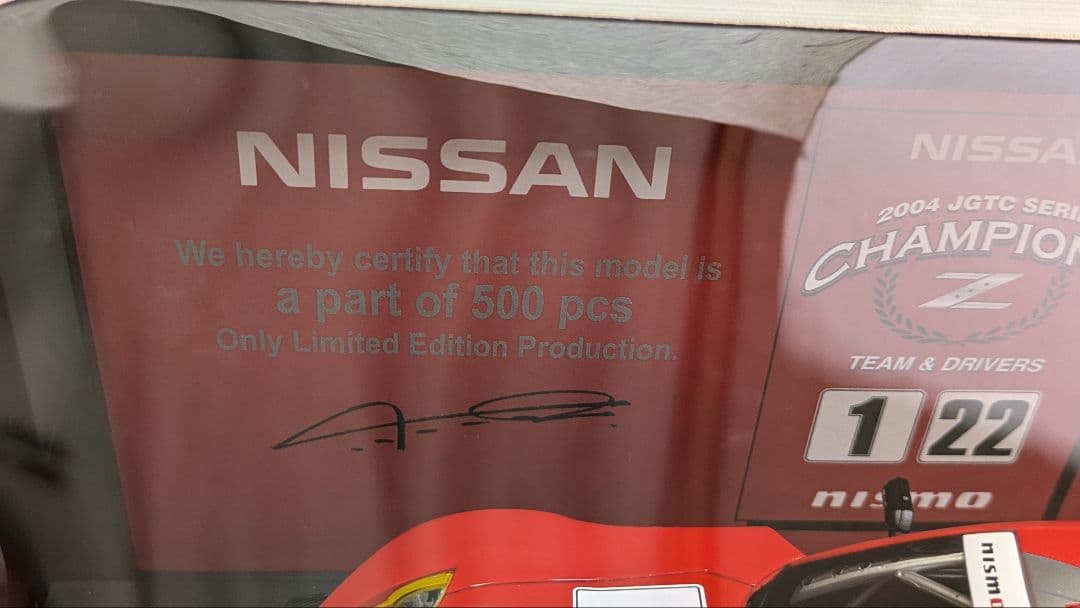 NISSAN
We hereby certify that this model is
a part of 500 pcs
Only Limited Edition Production.
NISSA
2004 JGTC SERI
CHAMPION
Z
TEAM & DRIVERS
1 22
nismo
nismo